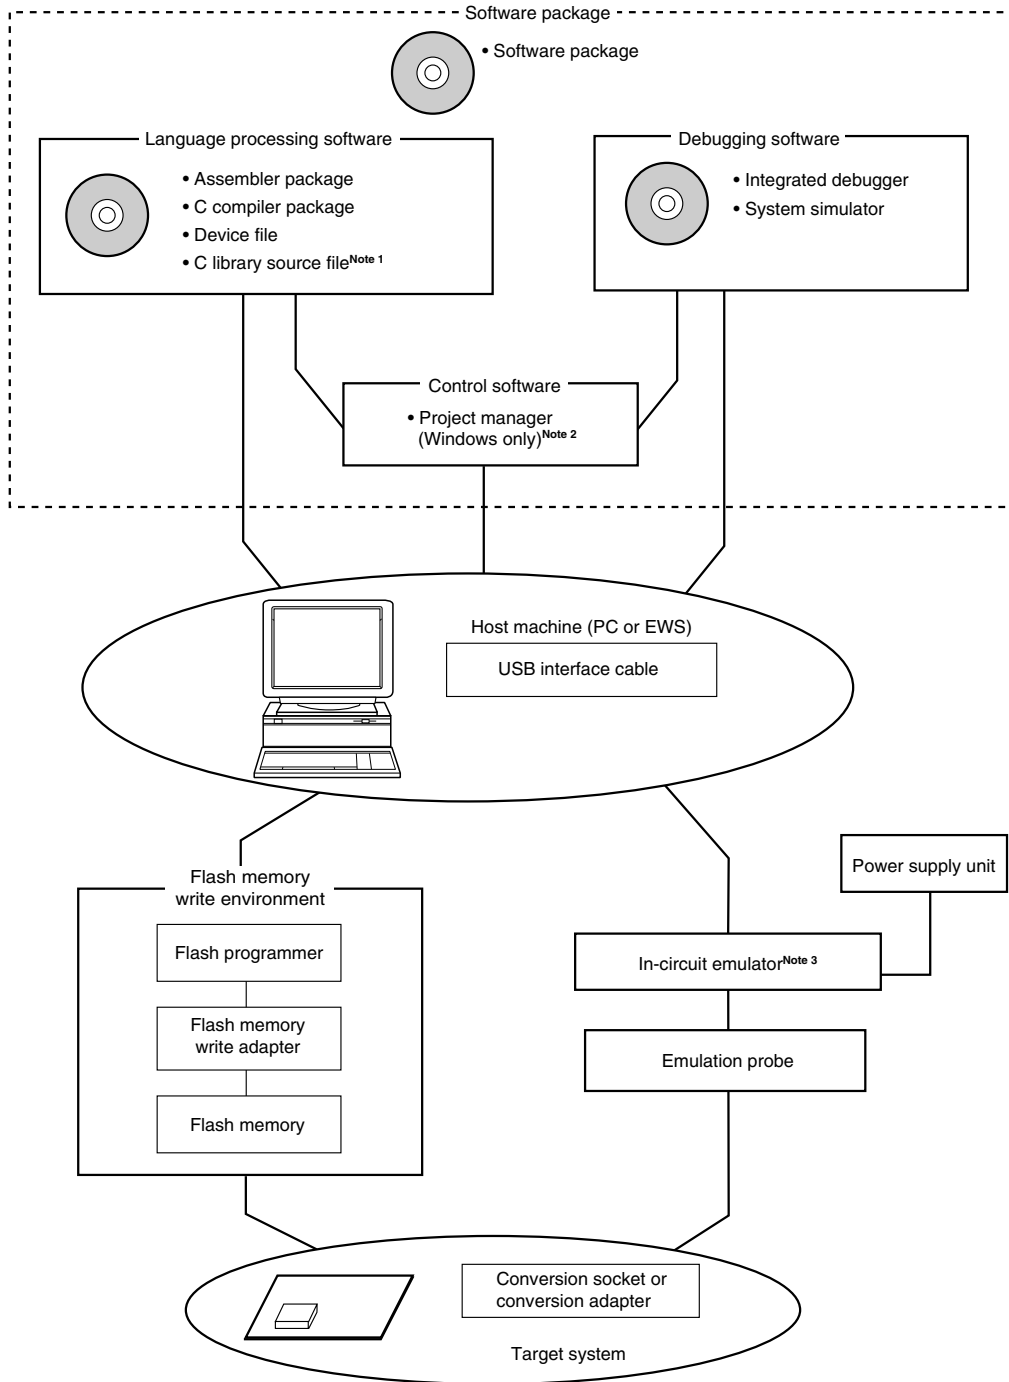 Software package
• Software package
Language processing software
• Assembler package
• C compiler package
• Device file
• C library source fileNote 1
Debugging software
• Integrated debugger
• System simulator
Control software
• Project manager
(Windows only)Note 2
Host machine (PC or EWS)
USB interface cable
Flash memory
write environment
Flash programmer
Flash memory
write adapter
Flash memory
Power supply unit
In-circuit emulatorNote 3
Emulation probe
Conversion socket or
conversion adapter
Target system